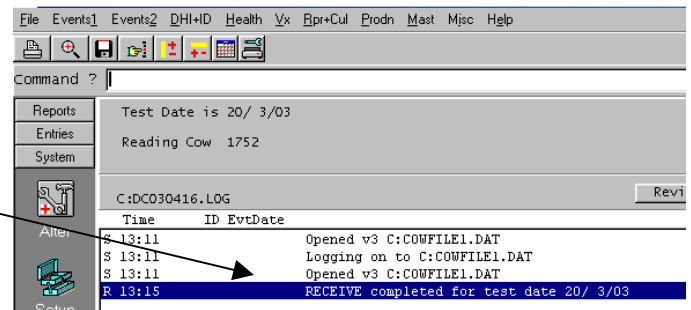 File Events1 Events2 DHI+ID Health Vx Rpr+Cul Prodn Mast Misc Help
Command ?
Reports
Entries
System
Test Date is 20/ 3/03
Reading Cow 1752
C:DC030416.LOG
Revi
Time ID EvtDate
Alter
S 13:11 Opened v3 C:COWFILE1.DAT
S 13:11 Logging on to C:COWFILE1.DAT
S 13:11 Opened v3 C:COWFILE1.DAT
R 13:15 RECEIVE completed for test date 20/ 3/03
Setup